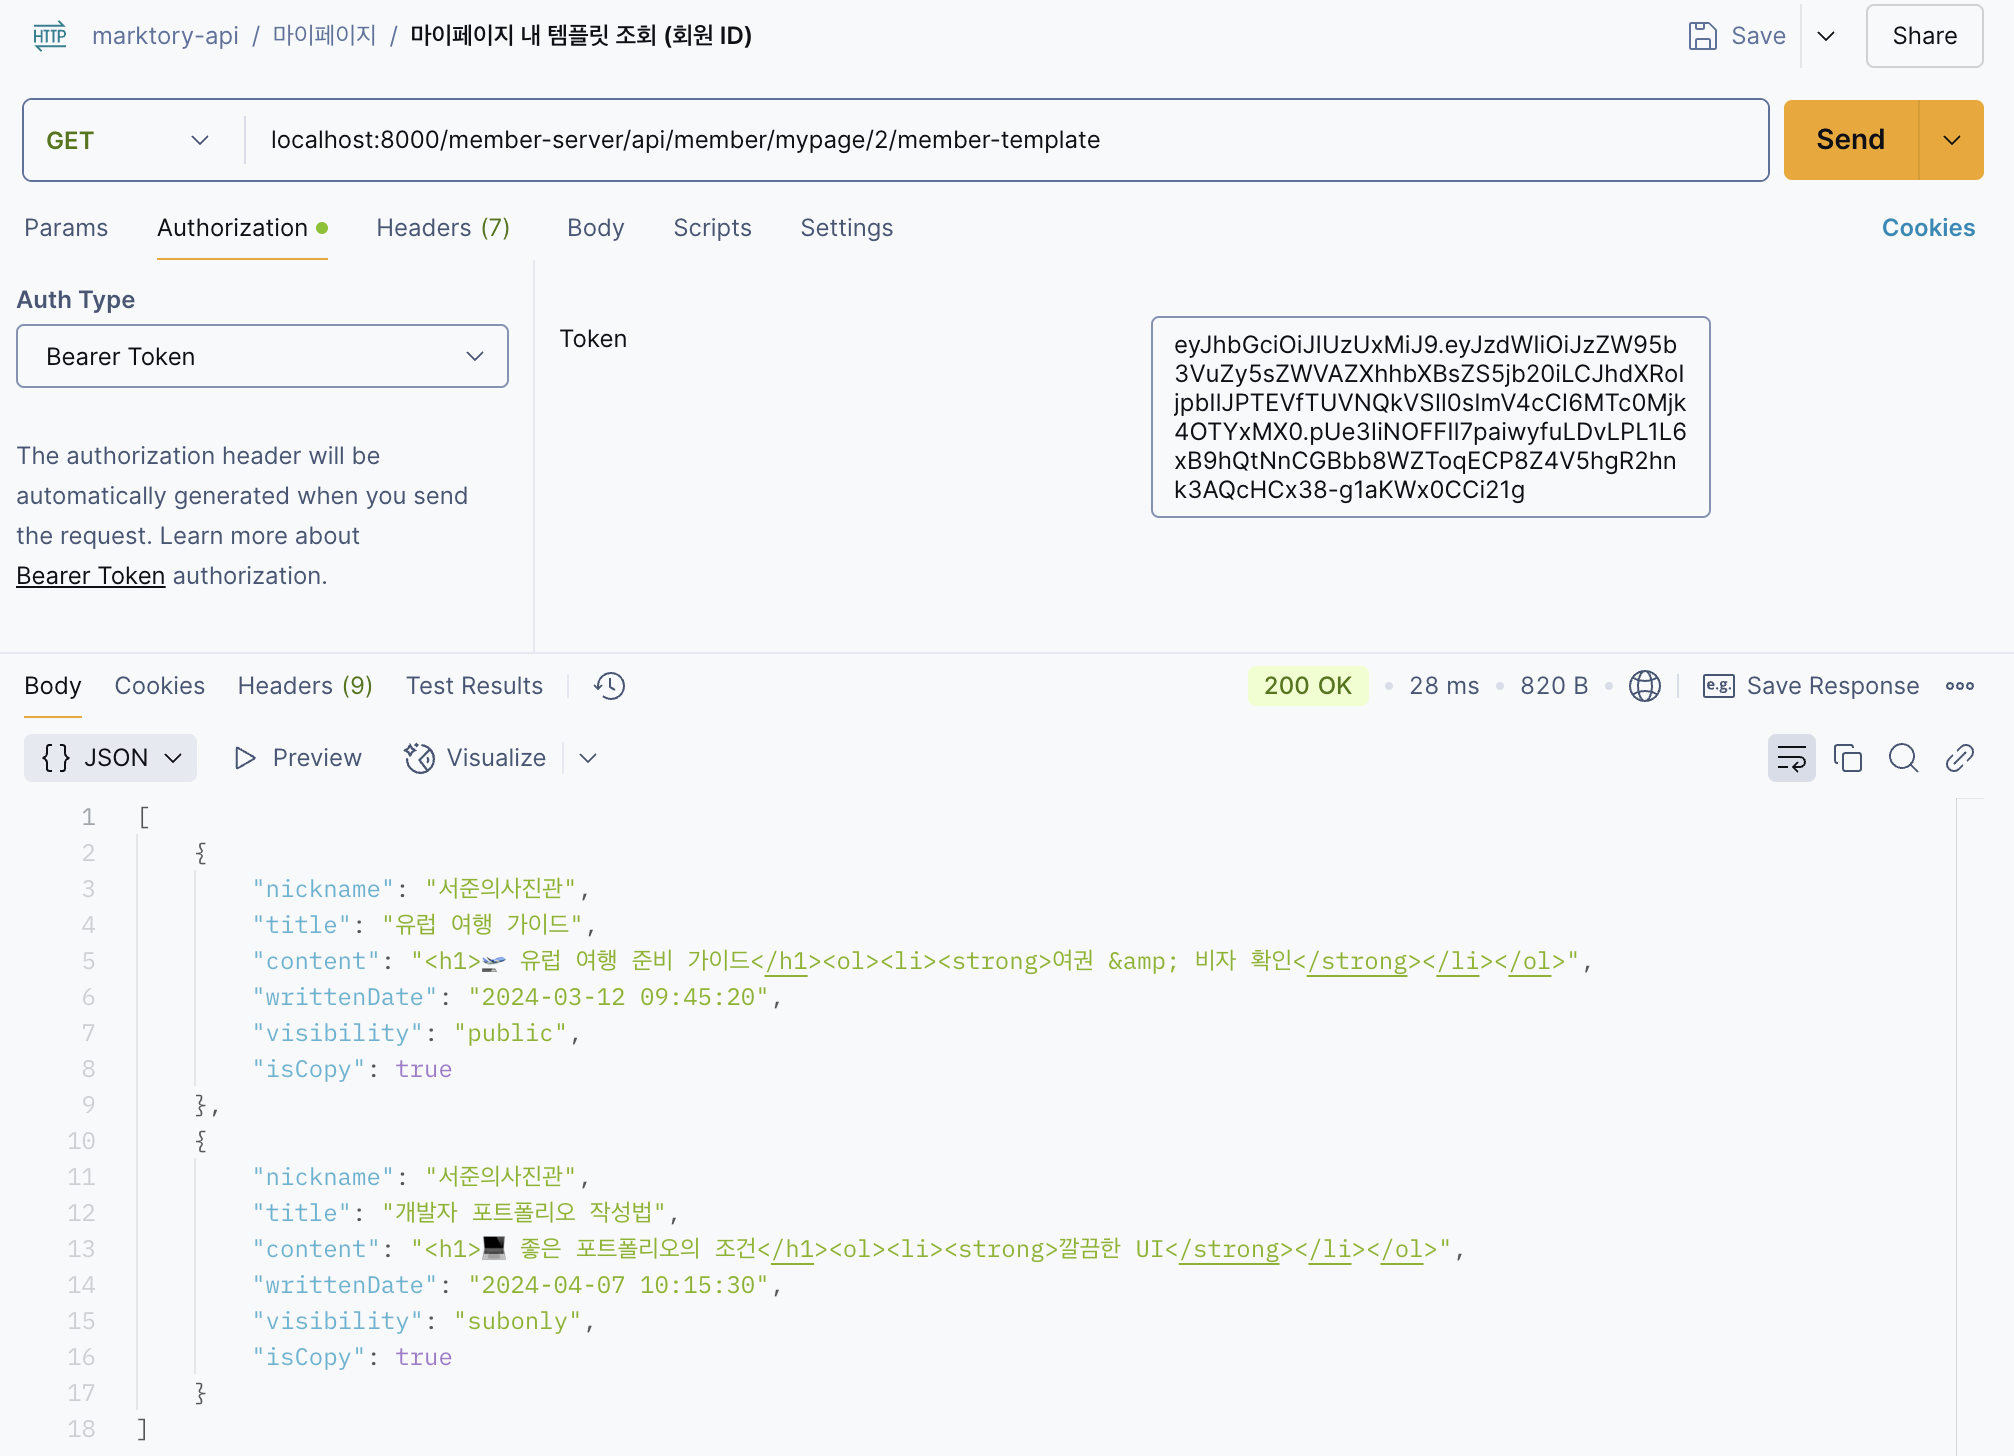 HTTP marktory-api / 마이페이지 / 마이페이지 내 템플릿 조회 (회원 ID) Save Share
GET localhost:8000/member-server/api/member/mypage/2/member-template Send
Params Authorization Headers (7) Body Scripts Settings Cookies
Auth Type
Bearer Token
The authorization header will be
automatically generated when you send
the request. Learn more about
Bearer Token authorization.
Token
eyJhbGciOiJIUzUxMiJ9.eyJzdWIiOiJzZW95b
3VuZy5sZWVAZXhhbXBsZS5jb20iLCJhdXRoI
jpbIlJPTEVfTUVNQkVSIl0sImV4cCI6MTc0Mjk
4OTYxMX0.pUe3IiNOFFIl7paiwyfuLDvLPL1L6
xB9hQtNnCGBbb8WZToqECP8Z4V5hgR2hn
k3AQcHCx38-g1aKWx0CCi21g
Body Cookies Headers (9) Test Results 200 OK 28 ms 820 B e.g. Save Response
{} JSON Preview Visualize
1 [
2 {
3 "nickname": "서준의사진관",
4 "title": "유럽 여행 가이드",
5 "content": "<h1>🛫 유럽 여행 준비 가이드</h1><ol><li><strong>여권 &amp; 비자 확인</strong></li></ol>",
6 "writtenDate": "2024-03-12 09:45:20",
7 "visibility": "public",
8 "isCopy": true
9 },
10 {
11 "nickname": "서준의사진관",
12 "title": "개발자 포트폴리오 작성법",
13 "content": "<h1>💻 좋은 포트폴리오의 조건</h1><ol><li><strong>깔끔한 UI</strong></li></ol>",
14 "writtenDate": "2024-04-07 10:15:30",
15 "visibility": "subonly",
16 "isCopy": true
17 }
18 ]